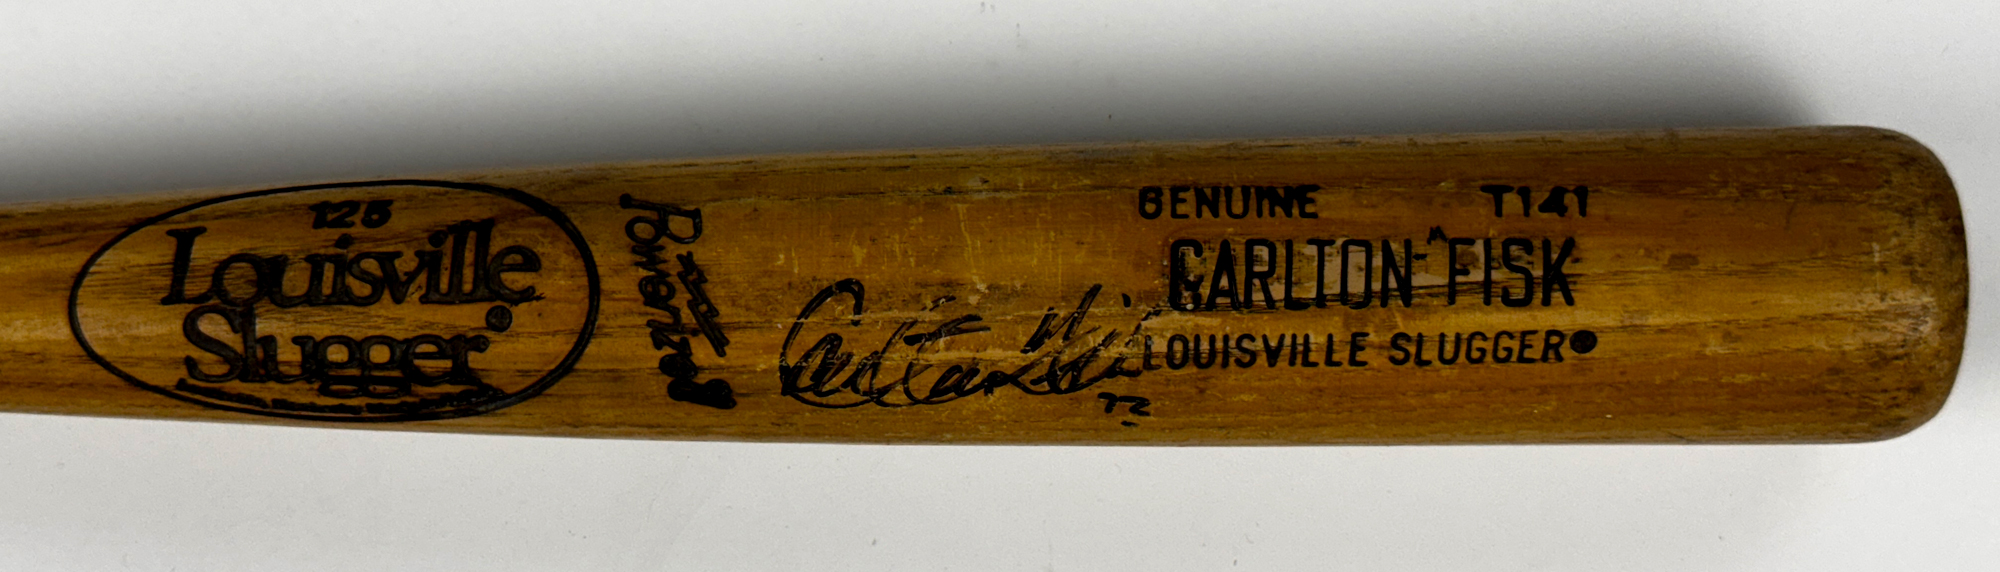 125
Louisville
Slugger
Powerized
GENUINE T141
CARLTON FISK
LOUISVILLE SLUGGER®
72